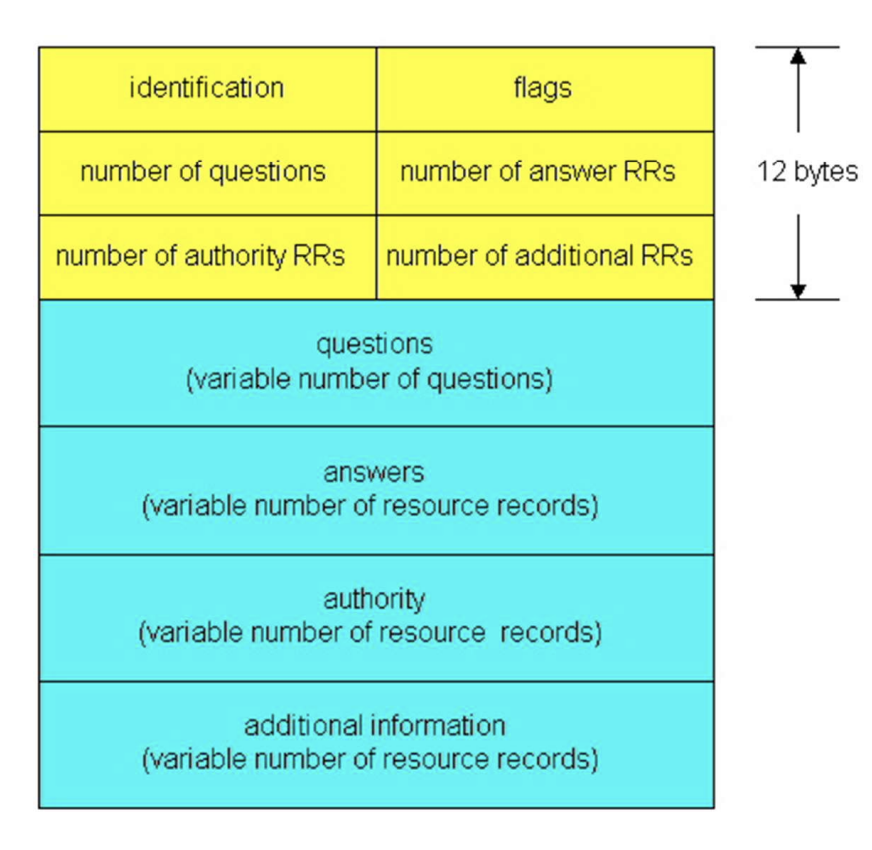 identification
flags
number of questions
number of answer RRs
12 bytes
number of authority RRs
number of additional RRs
questions
(variable number of questions)
answers
(variable number of resource records)
authority
(variable number of resource records)
additional information
(variable number of resource records)